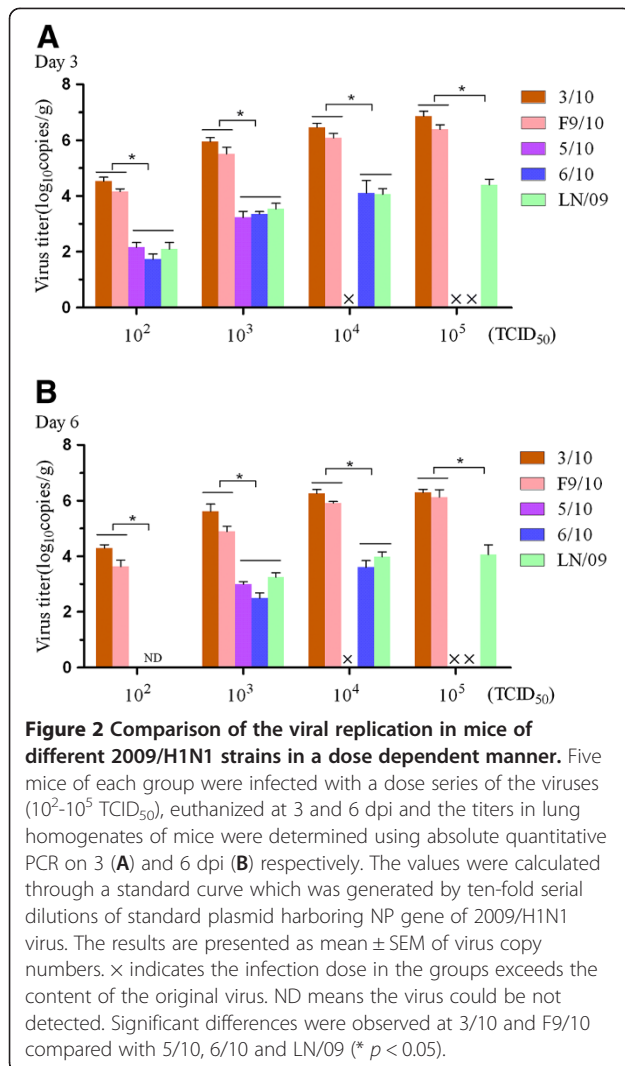 A
Day 3
Virus titer(log₁₀copies/g)
8
6
4
2
0
* * * *
× × ×
10² 10³ 10⁴ 10⁵ (TCID₅₀)
3/10
F9/10
5/10
6/10
LN/09
B
Day 6
Virus titer(log₁₀copies/g)
8
6
4
2
0
* * * *
ND × × ×
10² 10³ 10⁴ 10⁵ (TCID₅₀)
3/10
F9/10
5/10
6/10
LN/09
Figure 2 Comparison of the viral replication in mice of
different 2009/H1N1 strains in a dose dependent manner. Five
mice of each group were infected with a dose series of the viruses
(10²-10⁵ TCID₅₀), euthanized at 3 and 6 dpi and the titers in lung
homogenates of mice were determined using absolute quantitative
PCR on 3 (A) and 6 dpi (B) respectively. The values were calculated
through a standard curve which was generated by ten-fold serial
dilutions of standard plasmid harboring NP gene of 2009/H1N1
virus. The results are presented as mean ± SEM of virus copy
numbers. × indicates the infection dose in the groups exceeds the
content of the original virus. ND means the virus could be not
detected. Significant differences were observed at 3/10 and F9/10
compared with 5/10, 6/10 and LN/09 (* p < 0.05).